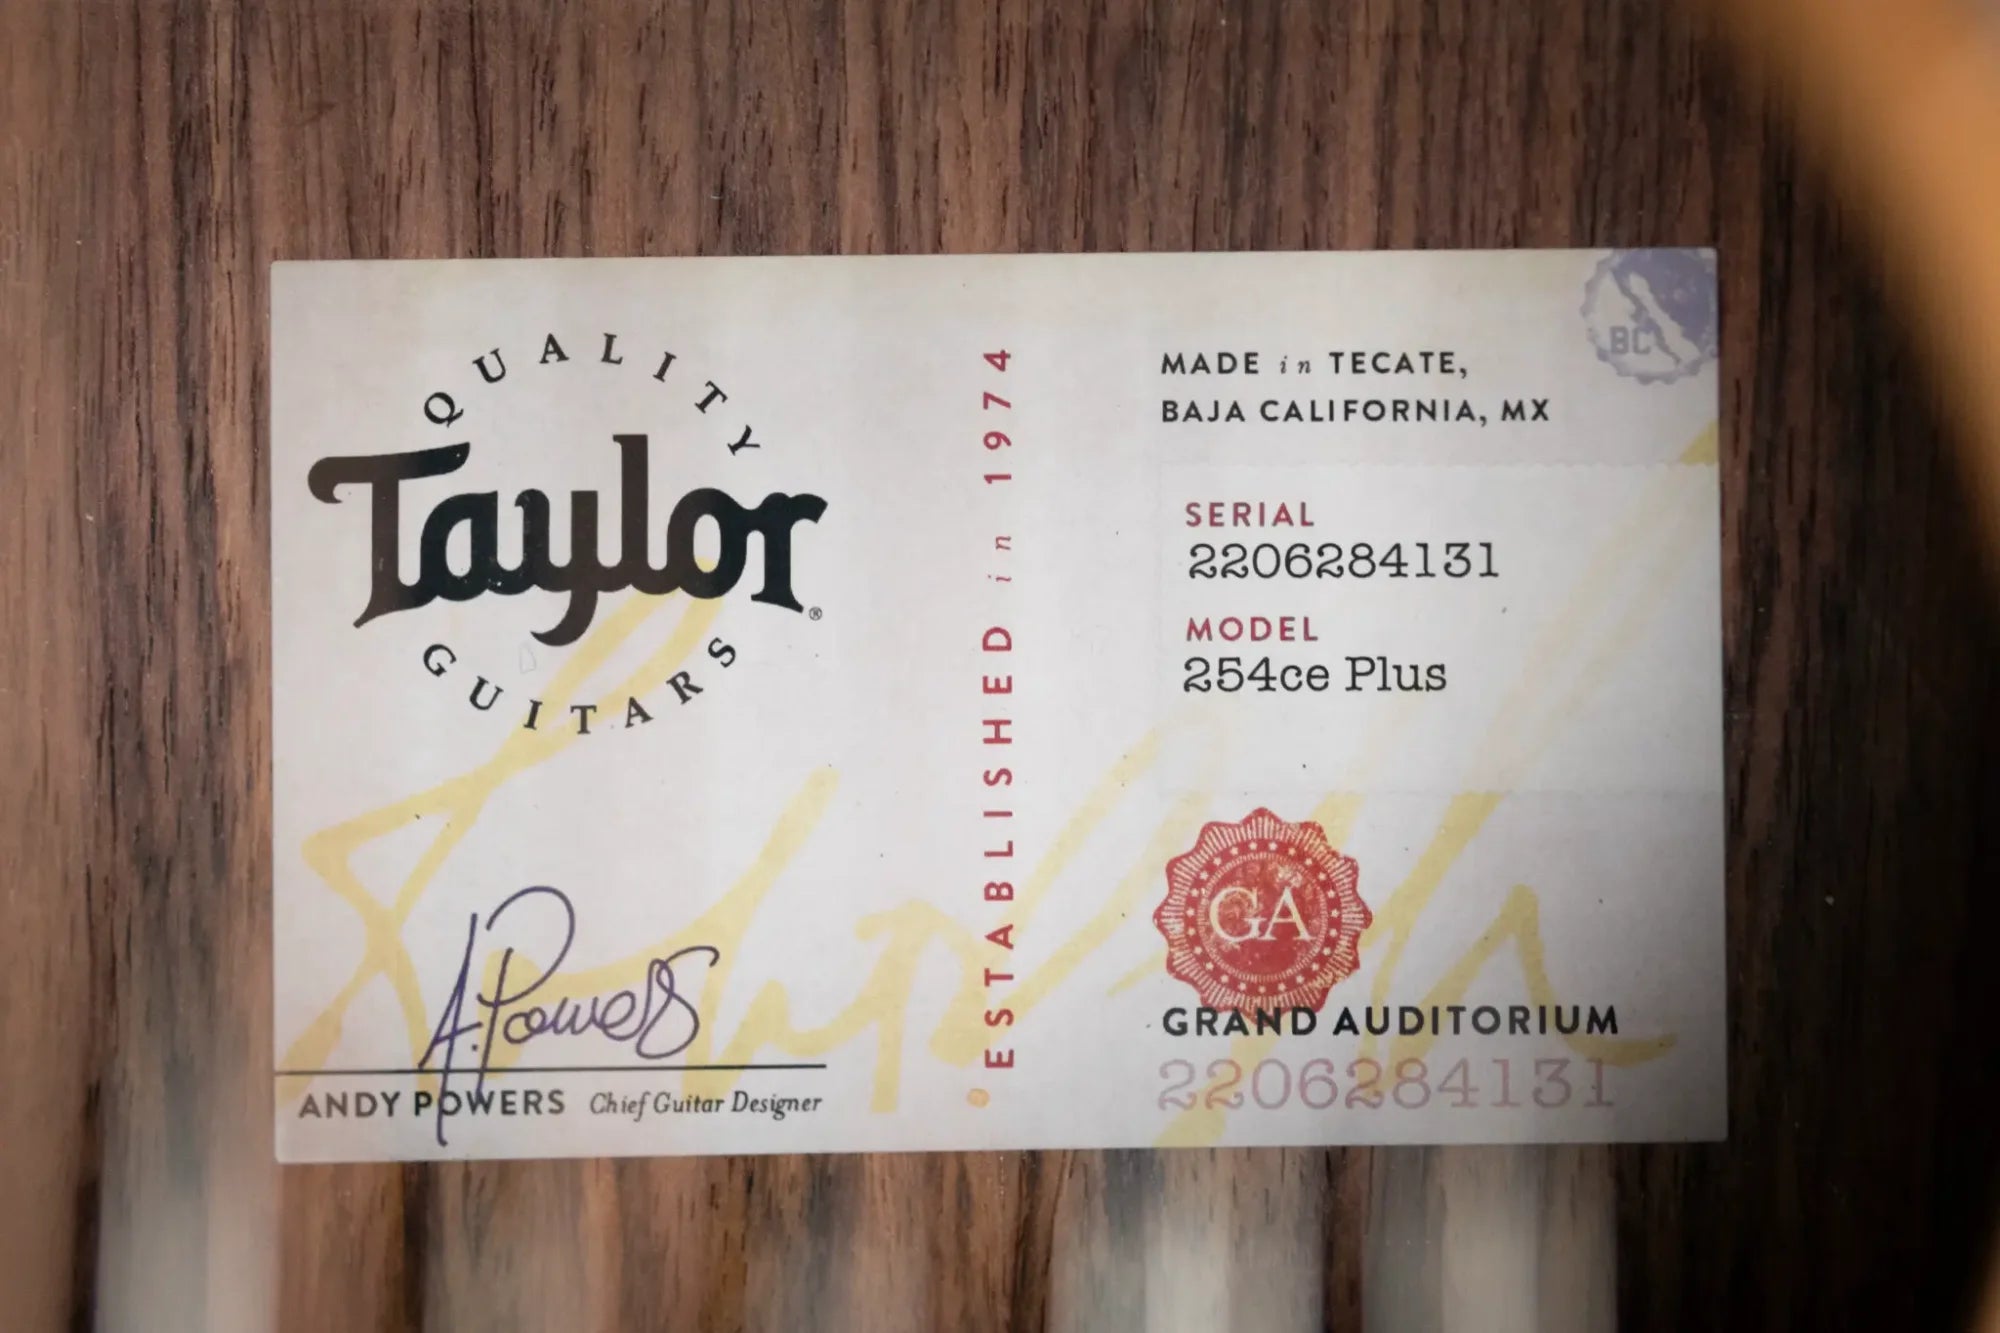 QUALITY
Taylor®
GUITARS
A. Powers
ANDY POWERS Chief Guitar Designer
ESTABLISHED in 1974
BC
MADE in TECATE,
BAJA CALIFORNIA, MX
SERIAL
2206284131
MODEL
254ce Plus
GA
GRAND AUDITORIUM
2206284131